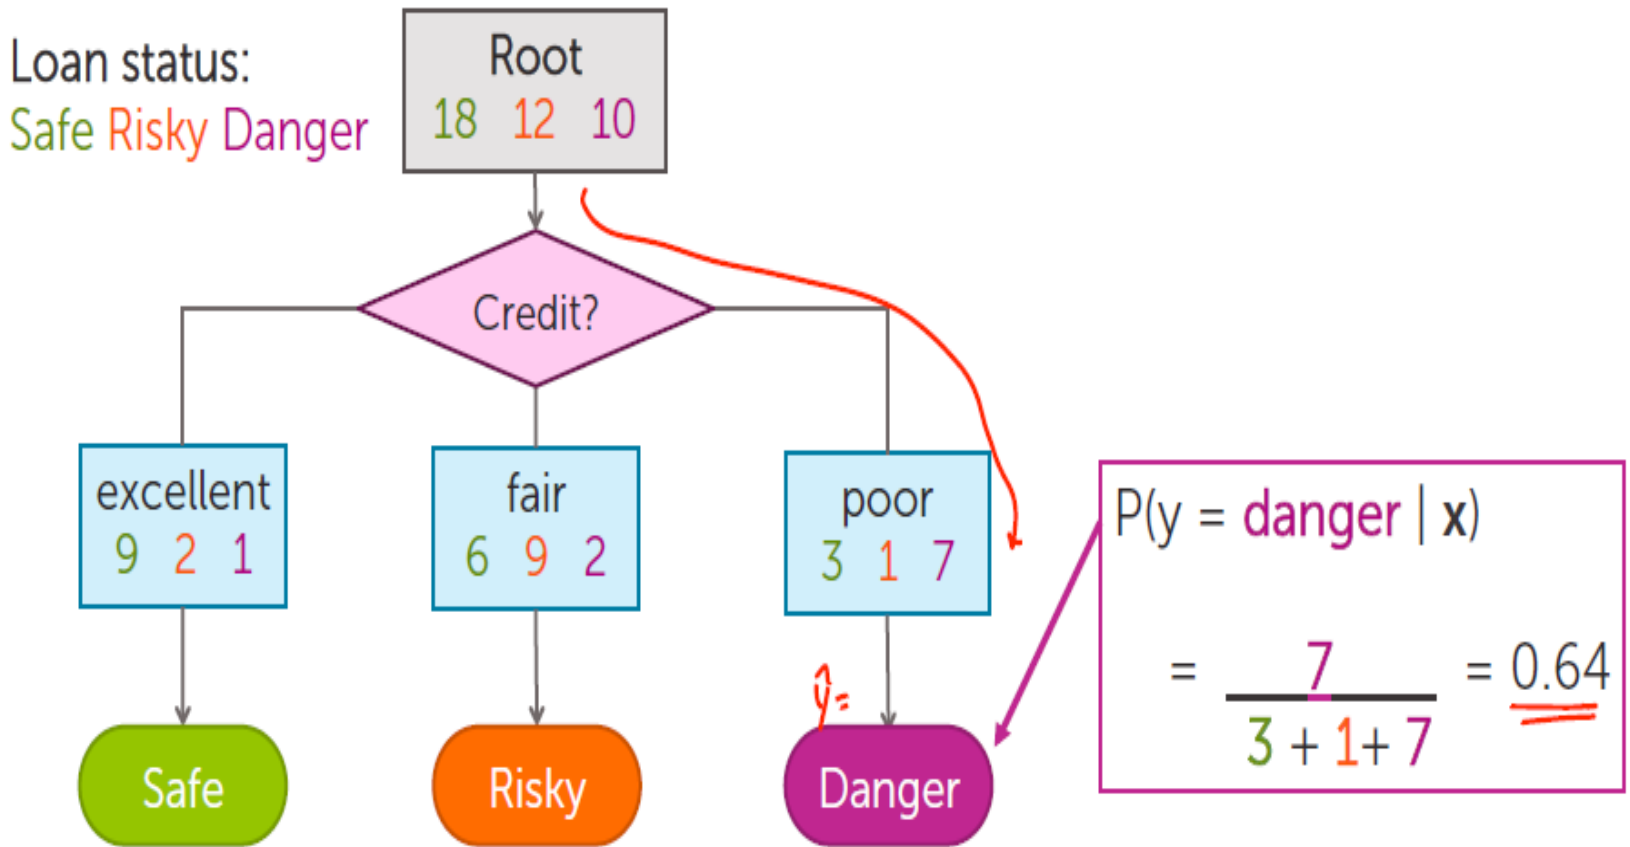 Loan status:
Safe Risky Danger
Root
18 12 10
Credit?
excellent
9 2 1
fair
6 9 2
poor
3 1 7
P(y = danger | x)
= 7 / 3 + 1 + 7 = 0.64
ŷ =
Safe
Risky
Danger